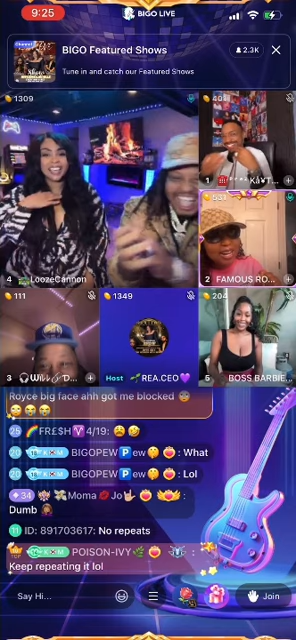 9:25
BIGO LIVE
BIGO Featured Shows
2.3K
Tune in and catch our Featured Shows
1309
531
1
2 FAMOUS RO...
4 LoozeCannon
111
1349
204
3
Host REA.CEO
5 BOSS BARBIE...
Royce big face ahh got me blocked
25 FRE$H 4/19:
20 BIGOPEW P ew : What
20 BIGOPEW P ew : Lol
34 Moma Jo :
Dumb
11 ID: 891703617: No repeats
POISON-IVY :
Keep repeating it lol
Say Hi...
Join